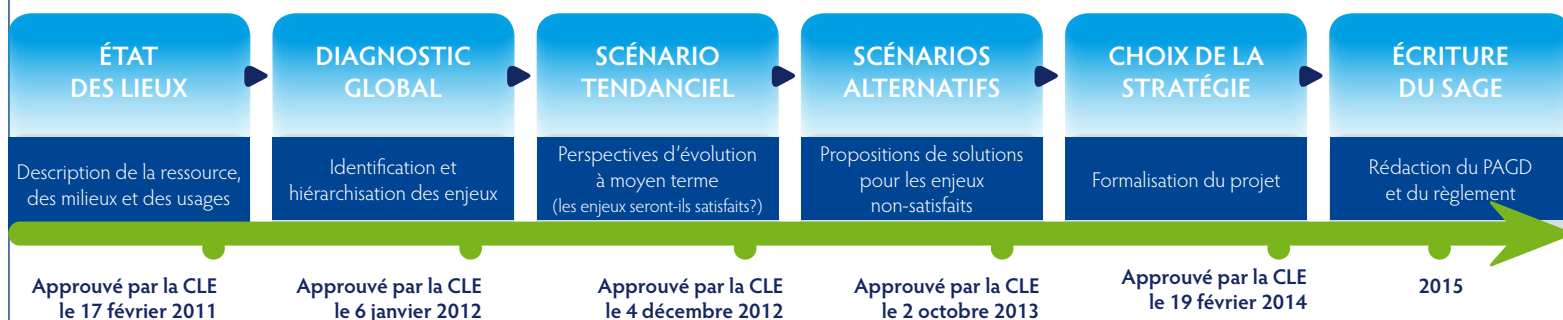 ÉTAT
DES LIEUX
Description de la ressource,
des milieux et des usages
Approuvé par la CLE
le 17 février 2011
DIAGNOSTIC
GLOBAL
Identification et
hiérarchisation des enjeux
Approuvé par la CLE
le 6 janvier 2012
SCÉNARIO
TENDANCIEL
Perspectives d'évolution
à moyen terme
(les enjeux seront-ils satisfaits?)
Approuvé par la CLE
le 4 décembre 2012
SCÉNARIOS
ALTERNATIFS
Propositions de solutions
pour les enjeux
non-satisfaits
Approuvé par la CLE
le 2 octobre 2013
CHOIX DE LA
STRATÉGIE
Formalisation du projet
Approuvé par la CLE
le 19 février 2014
ÉCRITURE
DU SAGE
Rédaction du PAGD
et du règlement
2015